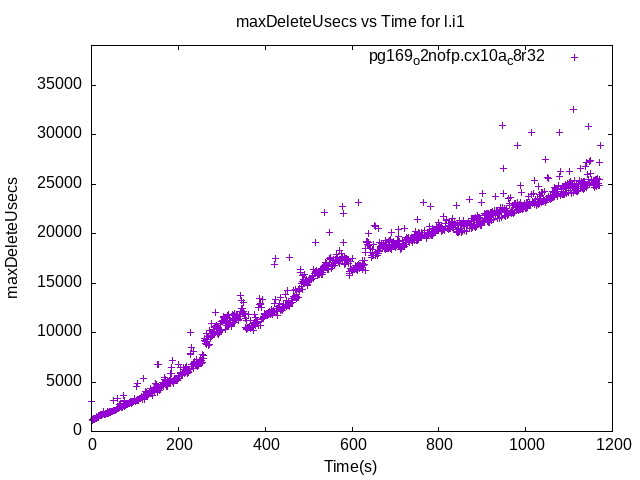 maxDeleteUsecs vs Time for l.i1
pg169o2nofp.cx10ac8r32
maxDeleteUsecs
35000
30000
25000
20000
15000
10000
5000
0
0 200 400 600 800 1000 1200
Time(s)